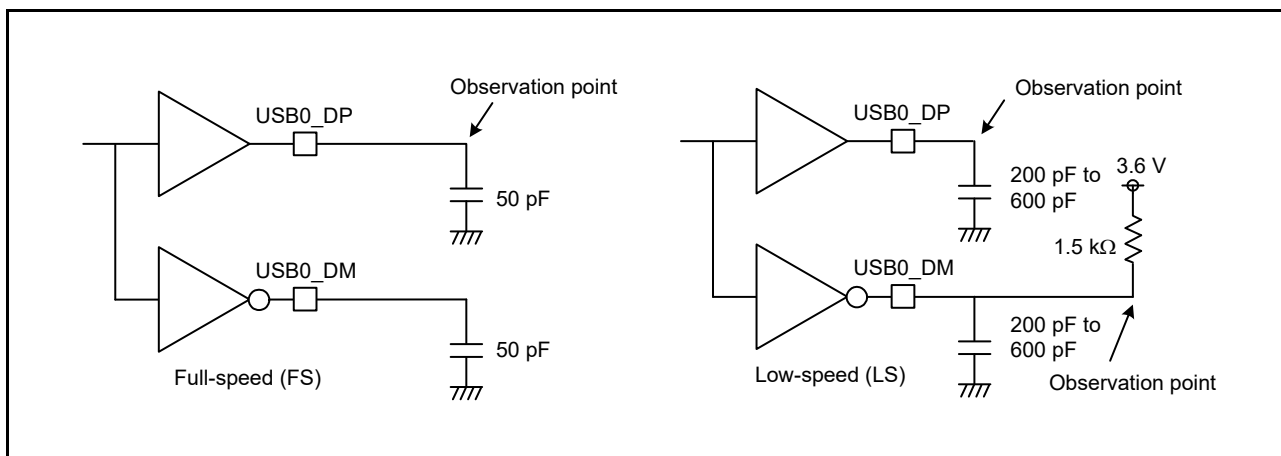 Observation point
USB0_DP
50 pF
USB0_DM
50 pF
Full-speed (FS)
Observation point
USB0_DP
200 pF to
600 pF
3.6 V
1.5 kΩ
USB0_DM
200 pF to
600 pF
Low-speed (LS)
Observation point